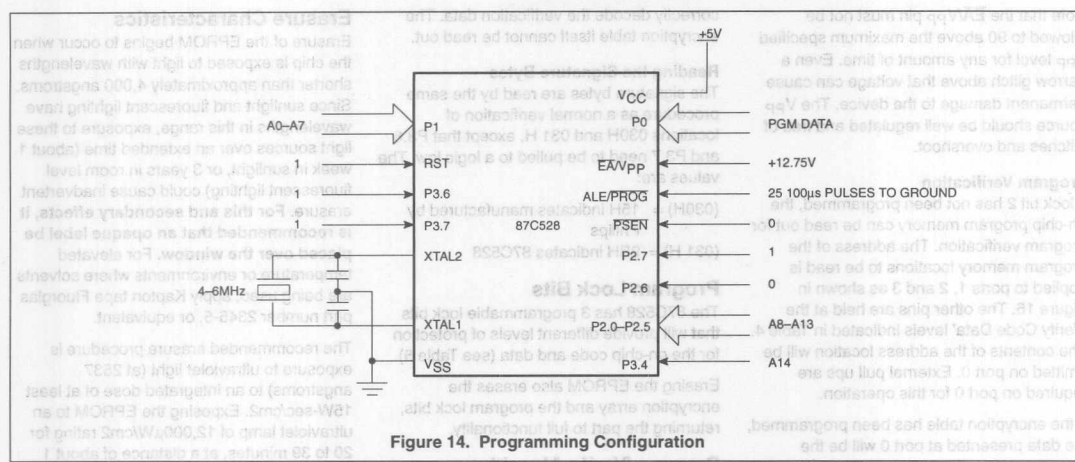 ote that the EA/VPP pin must not be
llowed to go above the maximum specified
PP level for any amount of time. Even a
arrow glitch above that voltage can cause
ermanent damage to the device. The VPP
ource should be well regulated and free of
litches and overshoot.
rogram Verification
lock bit 2 has not been programmed, the
n-chip program memory can be read out for
rogram verification. The address of the
rogram memory locations to be read is
pplied to ports 1, 2 and 3 as shown in
igure 16. The other pins are held at the
Verify Code Data' levels indicated in Table 4.
he contents of the address location will be
mitted on port 0. External pull ups are
equired on port 0 for this operation.
the encryption table has been programmed,
e data presented at port 0 will be the
correctly decode the verification data. The
encryption table itself cannot be read out.
Reading the Signature Bytes
The signature bytes are read by the same
procedure as a normal verification of
locations 030H and 031H, except that P3.6
and P3.7 need to be pulled to a logic low. The
values are:
(030H) = 15H indicates manufactured by
Philips
(031H) = indicates 87C528
Program Lock Bits
The 87C528 has 3 programmable lock bits
that will provide different levels of protection
for the on-chip code and data (see Table 5)
Erasing the EPROM also erases the
encryption array and the program lock bits,
returning the part to full functionality.
Erasure Characteristics
Erasure of the EPROM begins to occur when
the chip is exposed to light with wavelengths
shorter than approximately 4,000 angstroms.
Since sunlight and fluorescent lighting have
wavelengths in this range, exposure to these
light sources over an extended time (about 1
week in sunlight, or 3 years in room level
fluorescent lighting) could cause inadvertent
erasure. For this and secondary effects, it
is recommended that an opaque label be
placed over the window. For elevated
temperature or environments where solvents
are being used, apply Kapton tape Fluorglas
part number 2345-5, or equivalent.
The recommended erasure procedure is
exposure to ultraviolet light (at 2537
angstroms) to an integrated dose of at least
15W-sec/cm2. Exposing the EPROM to an
ultraviolet lamp of 12,000µW/cm2 rating for
20 to 39 minutes, at a distance of about 1
+5V
VCC
A0–A7 P1 P0 PGM DATA
1 RST EA/VPP +12.75V
1 P3.6 ALE/PROG 25 100µs PULSES TO GROUND
1 P3.7 87C528 PSEN 0
XTAL2 P2.7 1
4–6MHz P2.6 0
XTAL1 P2.0–P2.5 A8–A13
VSS P3.4 A14
Figure 14. Programming Configuration